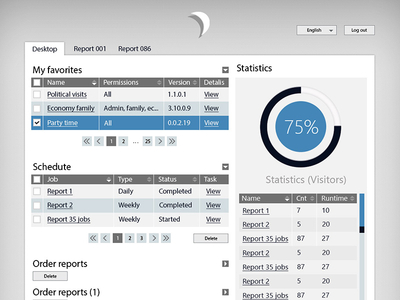 English
Log out
Desktop
Report 001
Report 086
My favorites
Name Permissions Version Details
Political visits All 1.1.0.1 View
Economy family Admin, family, ec... 3.10.0.9 View
Party time All 0.0.2.19 View
1 2 ... 25
Schedule
Job Type Status Task
Report 1 Daily Completed View
Report 2 Weekly Completed View
Report 35 jobs Weekly Started View
1 2 3
Delete
Order reports
Delete
Order reports (1)
Statistics
75%
Statistics (Visitors)
Name Cnt Runtime
Report 1 7 10
Report 2 5 20
Report 35 jobs 87 27
Report 2 5 20
Report 35 jobs 87 27
Report 2 5 20
Report 35 jobs 87 27